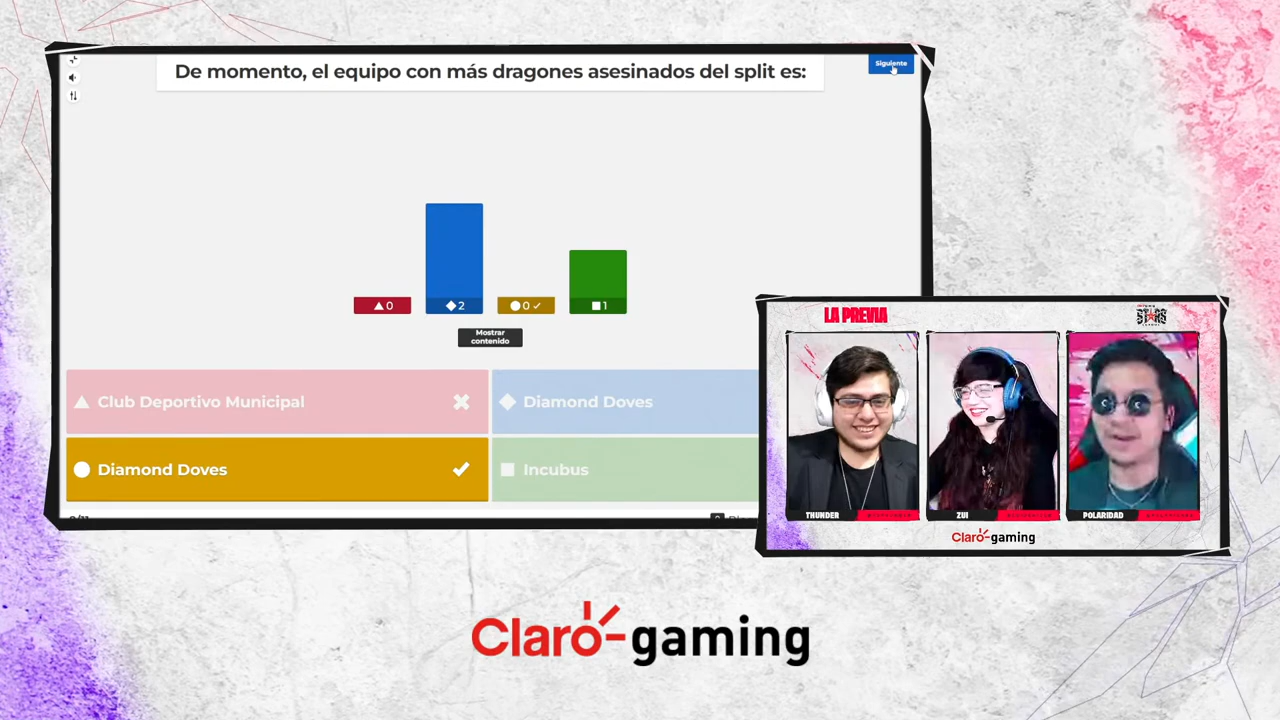 De momento, el equipo con más dragones asesinados del split es:
Siguiente
0
2
0
1
Mostrar
contenido
Club Deportivo Municipal
Diamond Doves
Diamond Doves
Incubus
LA PREVIA
STARS
THUNDER
ZUI
POLARIDAD
Claro-gaming
Claro-gaming